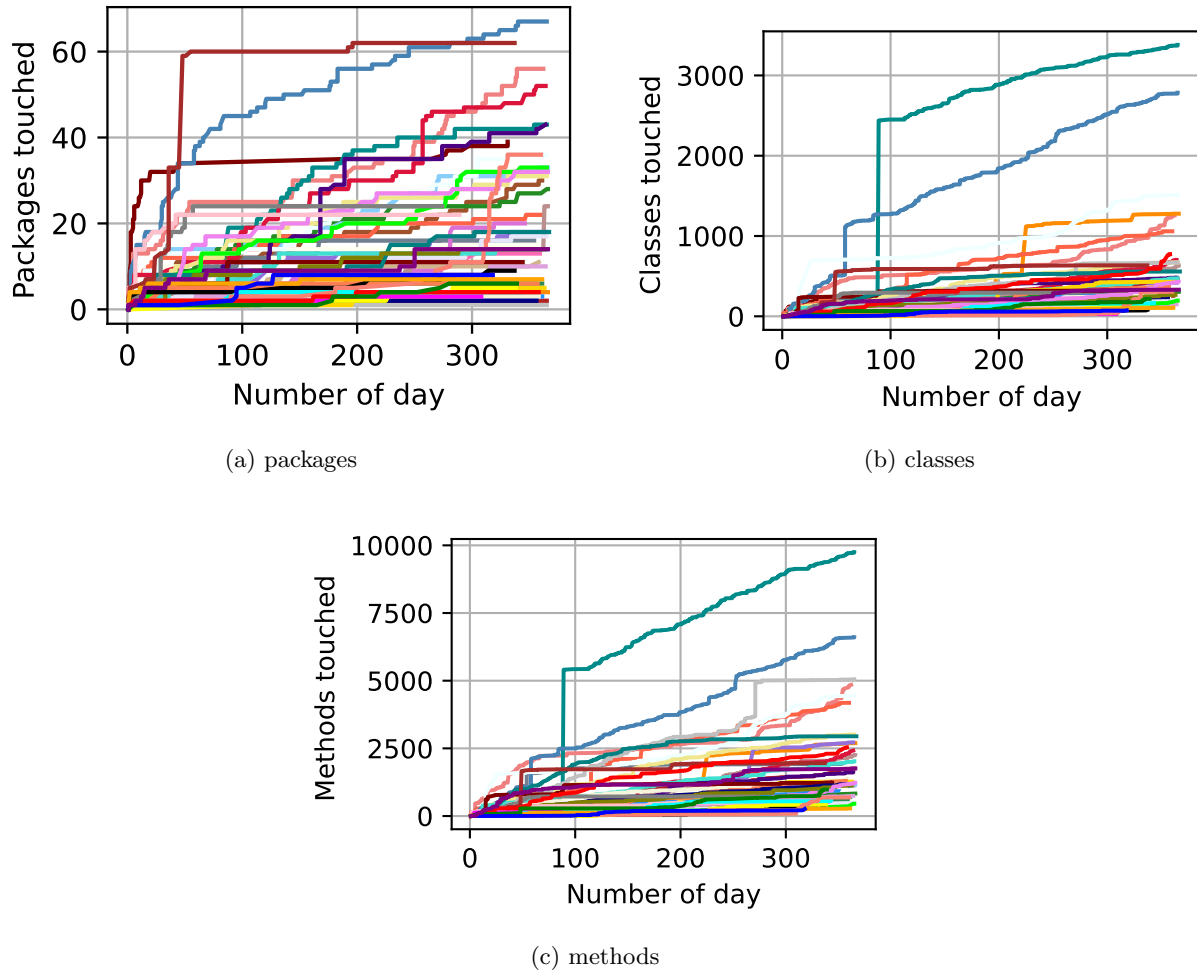 60
40
20
0
Packages touched
0 100 200 300
Number of day
(a) packages
3000
2000
1000
0
Classes touched
0 100 200 300
Number of day
(b) classes
10000
7500
5000
2500
0
Methods touched
0 100 200 300
Number of day
(c) methods